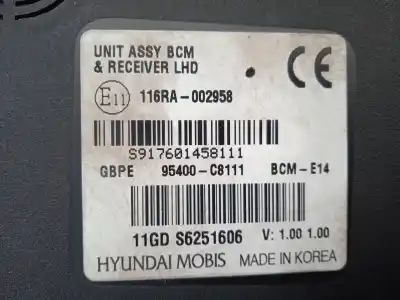 UNIT ASSY BCM
& RECEIVER LHD
CE
E11 116RA-002958
S917601458111
GBPE 95400-C8111 BCM-E14
11GD S6251606 V: 1.00 1.00
HYUNDAI MOBIS MADE IN KOREA